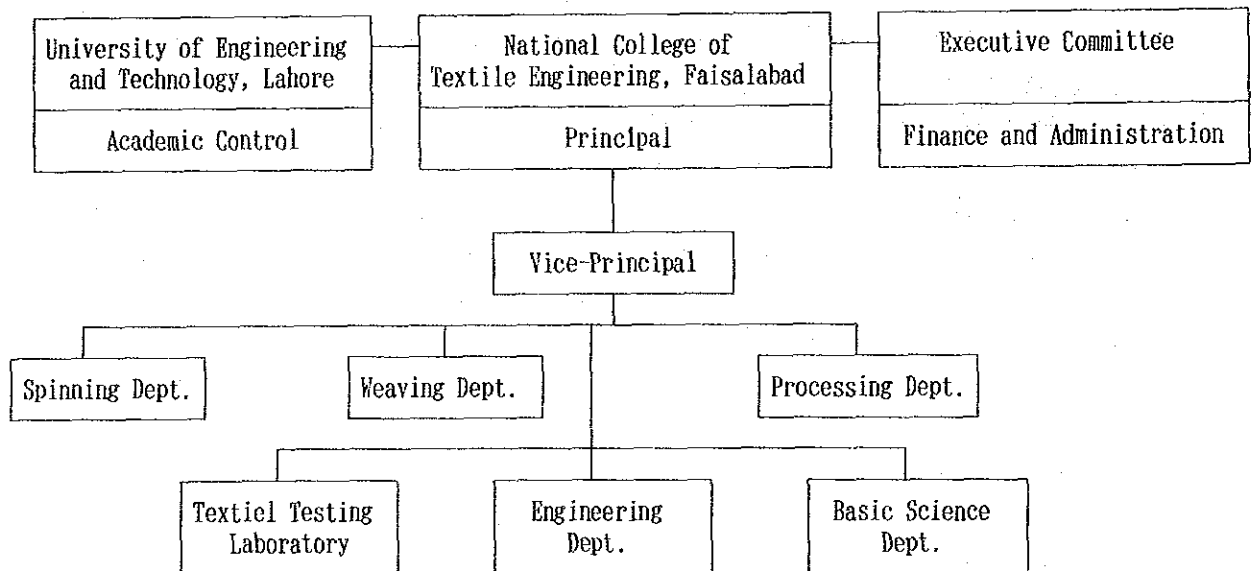 University of Engineering
and Technology, Lahore
Academic Control
National College of
Textile Engineering, Faisalabad
Principal
Executive Committee
Finance and Administration
Vice-Principal
Spinning Dept.
Weaving Dept.
Processing Dept.
Textiel Testing
Laboratory
Engineering
Dept.
Basic Science
Dept.